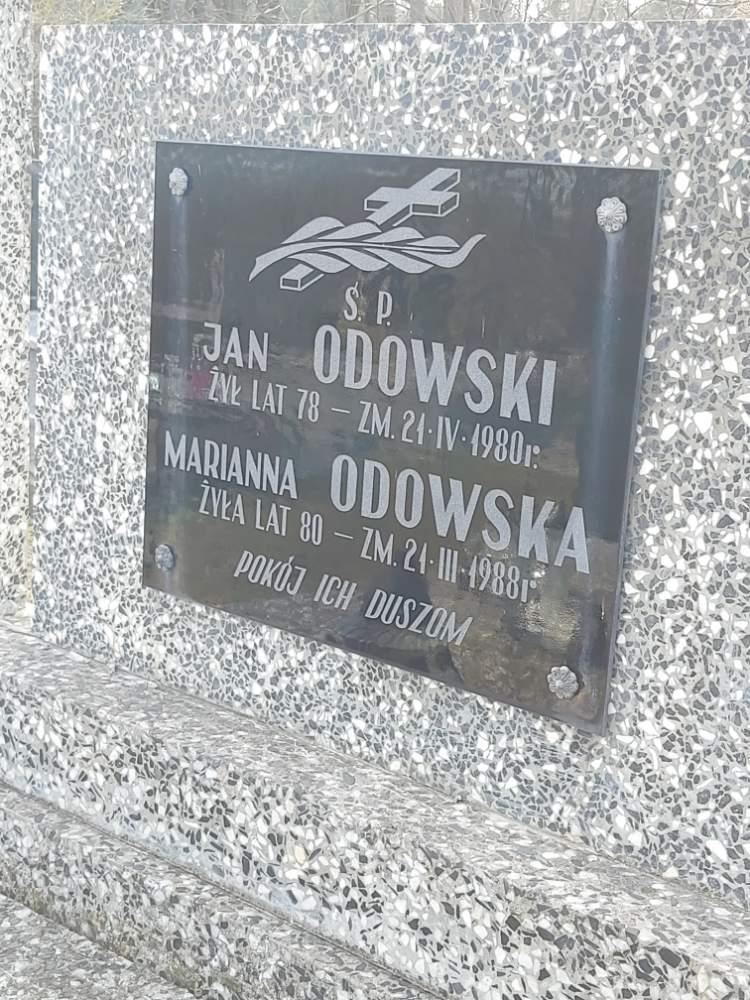 Ś. P.
JAN ODOWSKI
ŻYŁ LAT 78 – ZM. 21·IV·1980r.
MARIANNA ODOWSKA
ŻYŁA LAT 80 – ZM. 21·III·1988r.
POKÓJ ICH DUSZOM